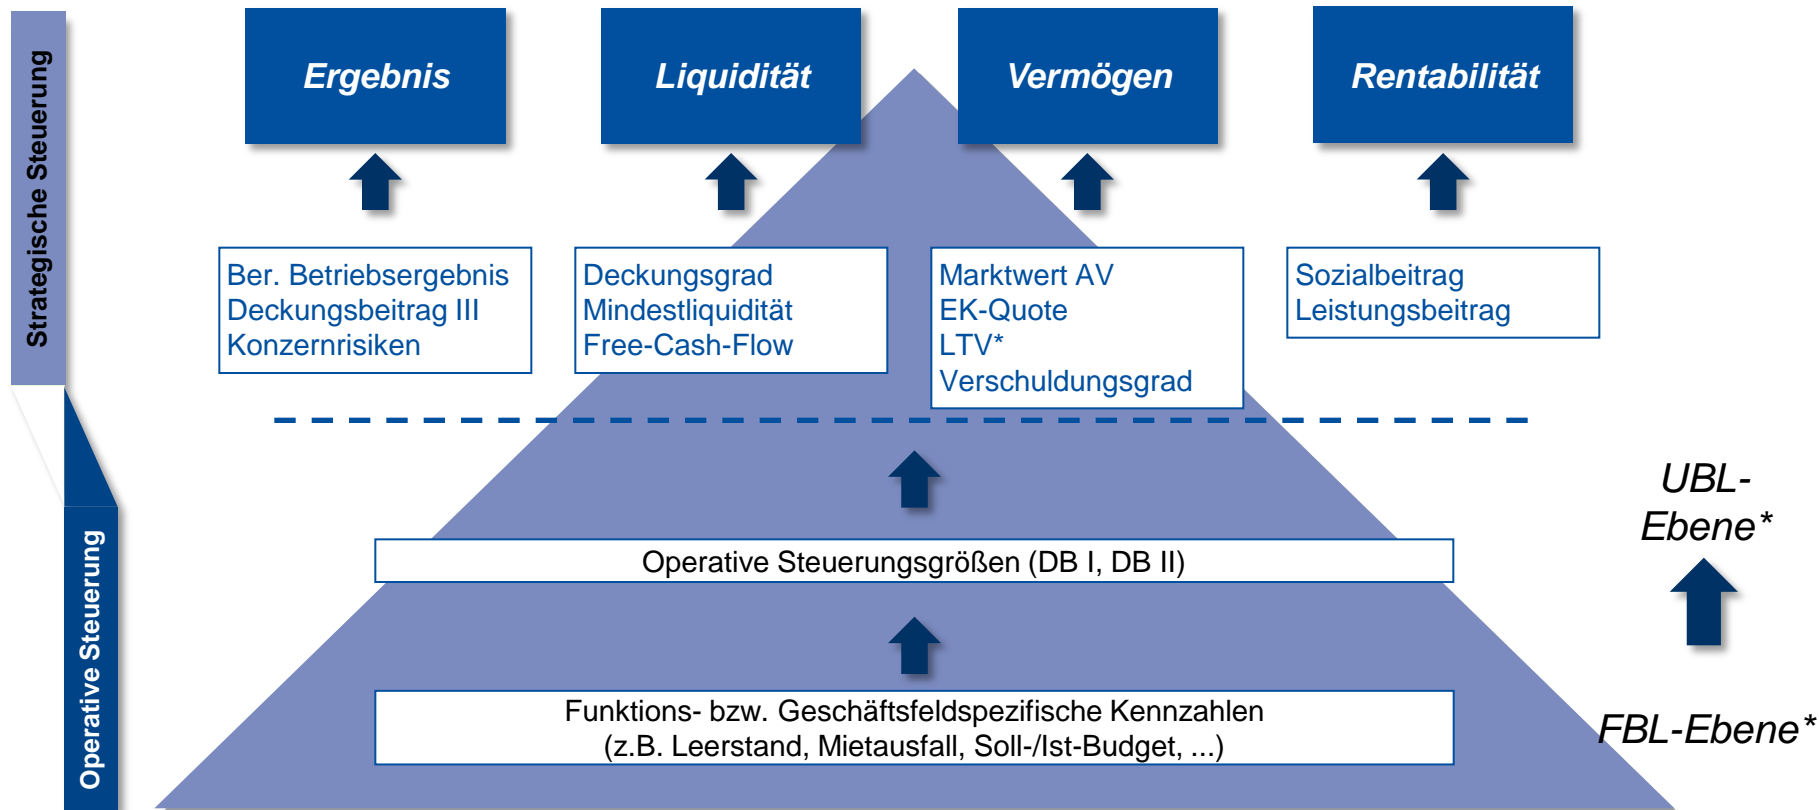 Strategische Steuerung
Ergebnis
Liquidität
Vermögen
Rentabilität
Ber. Betriebsergebnis
Deckungsbeitrag III
Konzernrisiken
Deckungsgrad
Mindestliquidität
Free-Cash-Flow
Marktwert AV
EK-Quote
LTV*
Verschuldungsgrad
Sozialbeitrag
Leistungsbeitrag
Operative Steuerung
UBL-
Ebene*
Operative Steuerungsgrößen (DB I, DB II)
Funktions- bzw. Geschäftsfeldspezifische Kennzahlen
(z.B. Leerstand, Mietausfall, Soll-/Ist-Budget, ...)
FBL-Ebene*